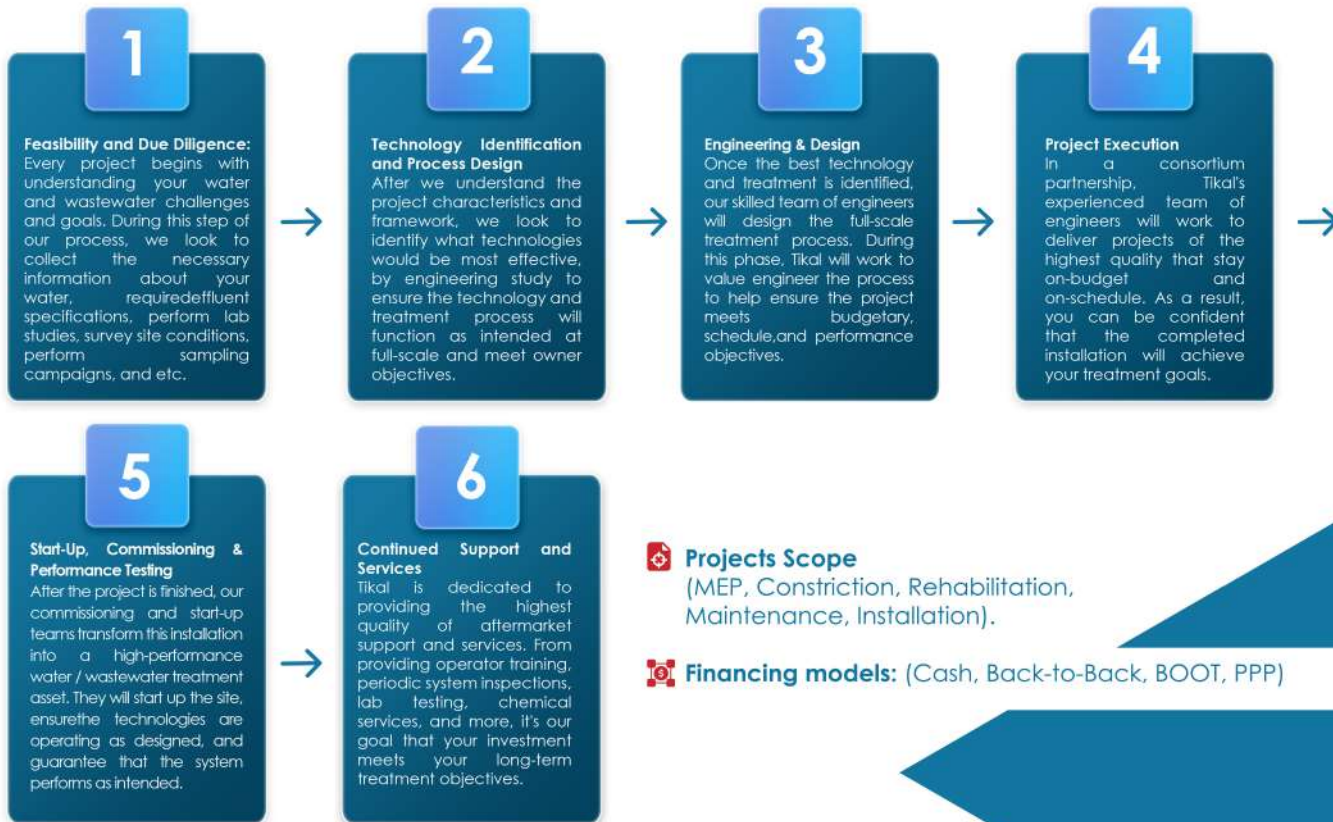 1
Feasibility and Due Diligence:
Every project begins with
understanding your water
and wastewater challenges
and goals. During this step of
our process, we look to
collect the necessary
information about your
water, requiredeffluent
specifications, perform lab
studies, survey site conditions,
perform sampling
campaigns, and etc.
2
Technology Identification
and Process Design
After we understand the
project characteristics and
framework, we look to
identify what technologies
would be most effective,
by engineering study to
ensure the technology and
treatment process will
function as intended at
full-scale and meet owner
objectives.
3
Engineering & Design
Once the best technology
and treatment is identified,
our skilled team of engineers
will design the full-scale
treatment process. During
this phase, Tikal will work to
value engineer the process
to help ensure the project
meets budgetary,
schedule,and performance
objectives.
4
Project Execution
In a consortium
partnership, Tikal's
experienced team of
engineers will work to
deliver projects of the
highest quality that stay
on-budget and
on-schedule. As a result,
you can be confident
that the completed
installation will achieve
your treatment goals.
5
Start-Up, Commissioning &
Performance Testing
After the project is finished, our
commissioning and start-up
teams transform this installation
into a high-performance
water / wastewater treatment
asset. They will start up the site,
ensurethe technologies are
operating as designed, and
guarantee that the system
performs as intended.
6
Continued Support and
Services
Tikal is dedicated to
providing the highest
quality of aftermarket
support and services. From
providing operator training,
periodic system inspections,
lab testing, chemical
services, and more, it's our
goal that your investment
meets your long-term
treatment objectives.
Projects Scope
(MEP, Constriction, Rehabilitation,
Maintenance, Installation).
Financing models: (Cash, Back-to-Back, BOOT, PPP)